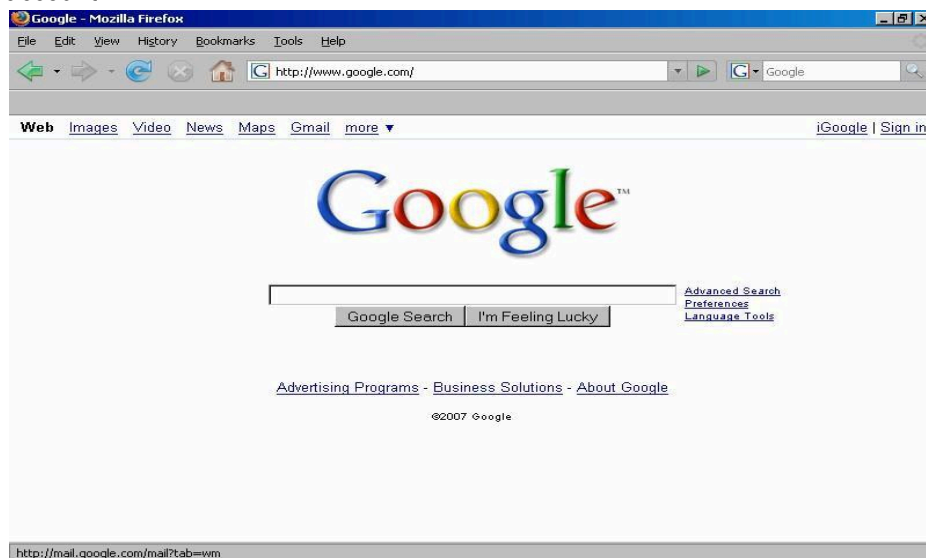 Google - Mozilla Firefox
File Edit View History Bookmarks Tools Help
G http://www.google.com/ G Google
Web Images Video News Maps Gmail more ▼ iGoogle | Sign in
Google™
Advanced Search
Preferences
Language Tools
Google Search I'm Feeling Lucky
Advertising Programs - Business Solutions - About Google
©2007 Google
http://mail.google.com/mail?tab=wm